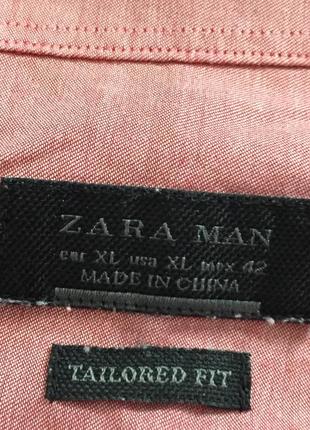 ZARA MAN
eur XL usa XL mex 42
MADE IN CHINA
TAILORED FIT